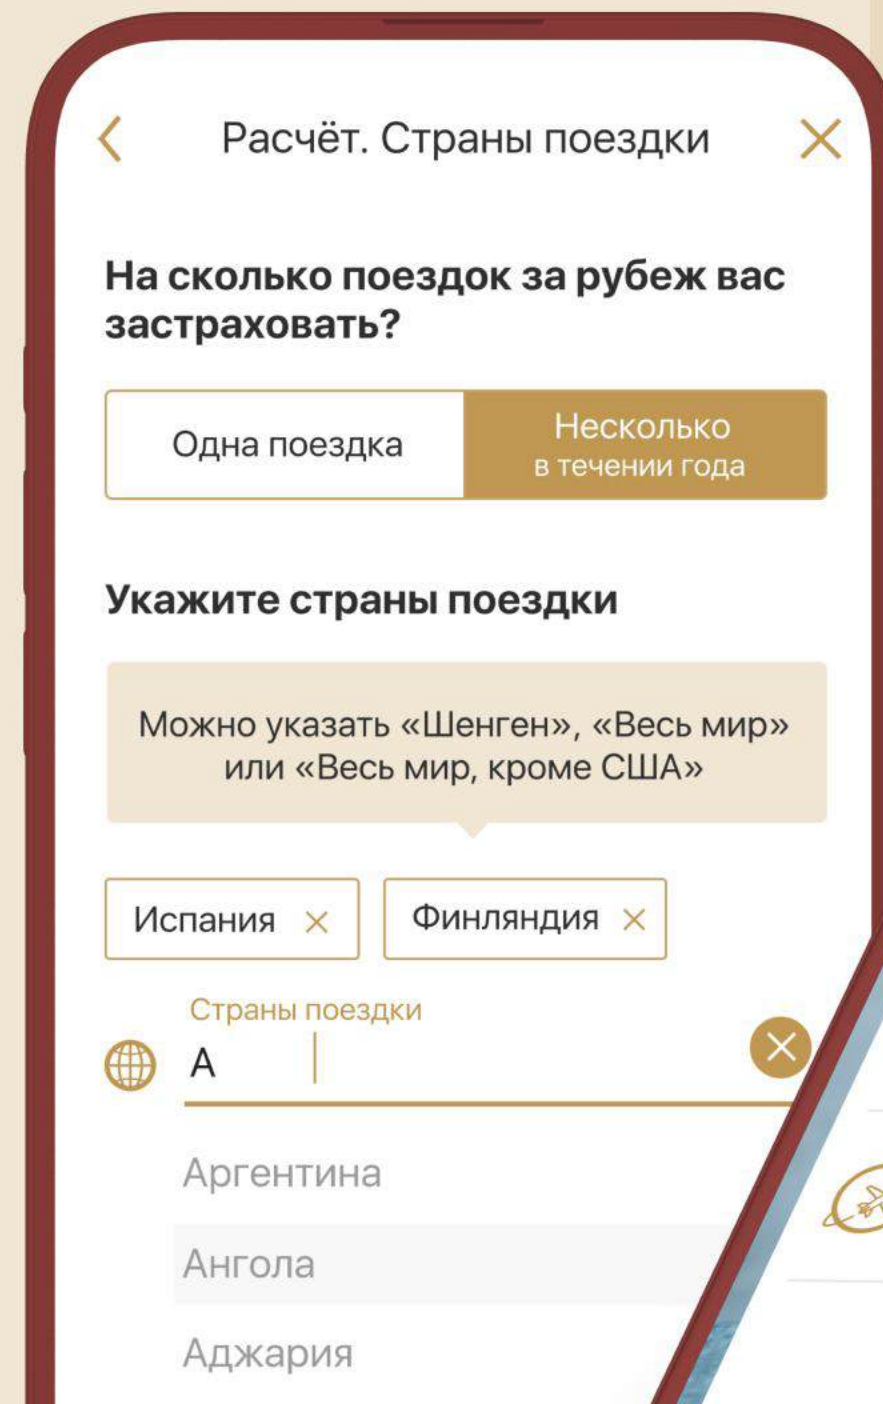 Расчёт. Страны поездки
На сколько поездок за рубеж вас
застраховать?
Одна поездка
Несколько
в течении года
Укажите страны поездки
Можно указать «Шенген», «Весь мир»
или «Весь мир, кроме США»
Испания
Финляндия
Страны поездки
А
Аргентина
Ангола
Аджария